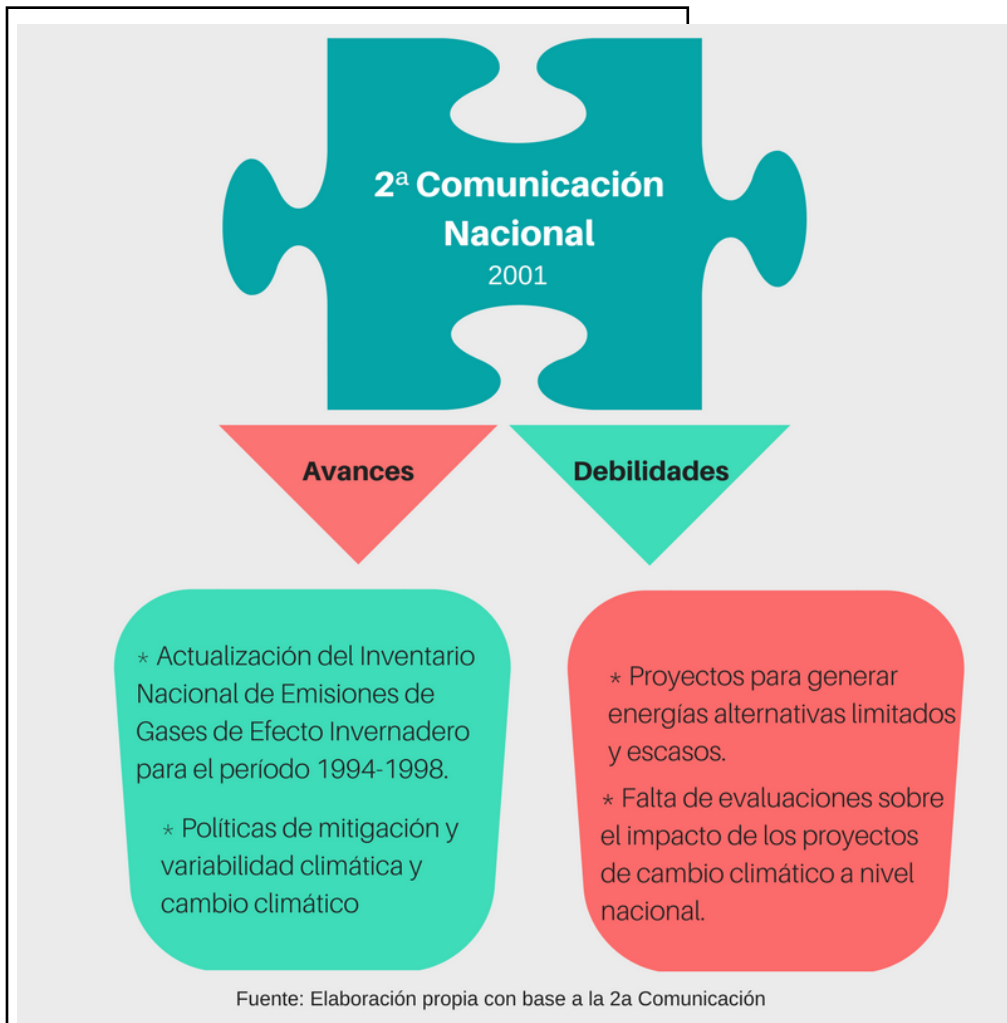 2ª Comunicación
Nacional
2001
Avances
Debilidades
* Actualización del Inventario
Nacional de Emisiones de
Gases de Efecto Invernadero
para el período 1994-1998.
* Políticas de mitigación y
variabilidad climática y
cambio climático
* Proyectos para generar
energías alternativas limitados
y escasos.
* Falta de evaluaciones sobre
el impacto de los proyectos
de cambio climático a nivel
nacional.
Fuente: Elaboración propia con base a la 2a Comunicación